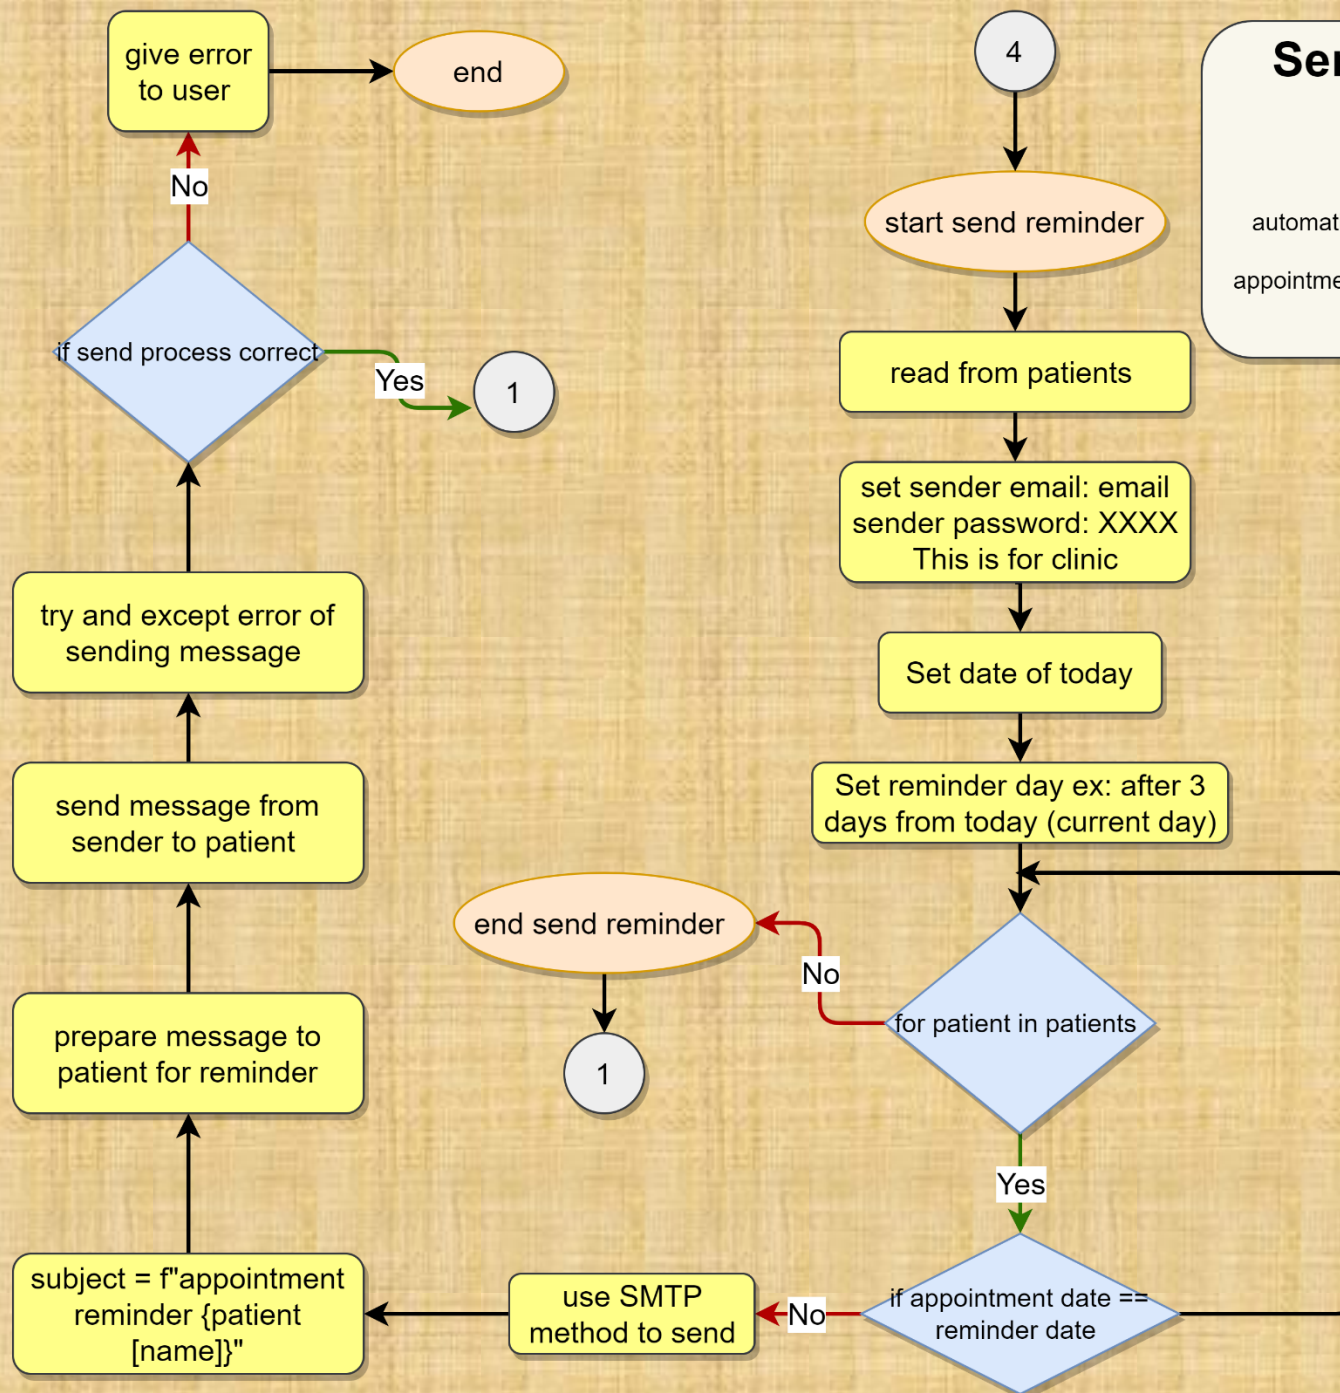 give error
to user
end
No
if send process correct
Yes
1
try and except error of
sending message
send message from
sender to patient
prepare message to
patient for reminder
subject = f"appointment
reminder {patient
[name]}"
4
start send reminder
read from patients
set sender email: email
sender password: XXXX
This is for clinic
Set date of today
Set reminder day ex: after 3
days from today (current day)
for patient in patients
No
end send reminder
1
Yes
if appointment date ==
reminder date
No
use SMTP
method to send
Ser
automat
appointme